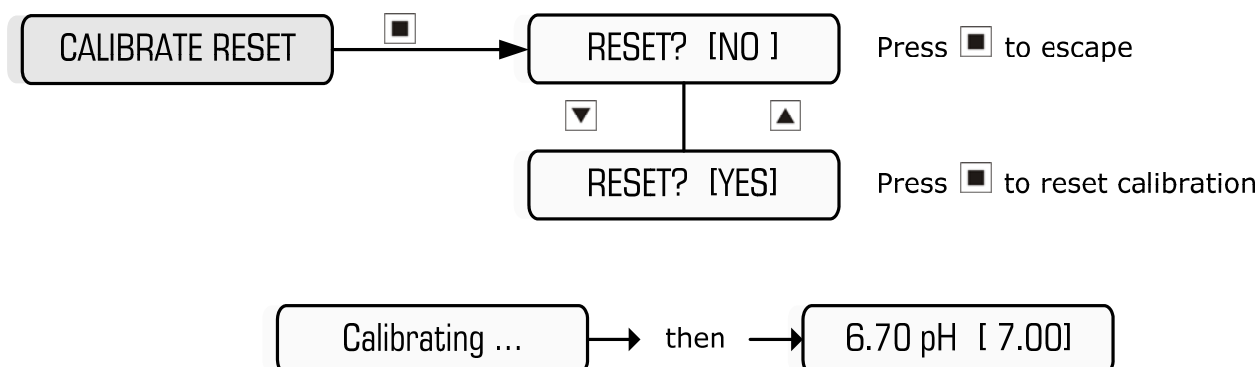 CALIBRATE RESET
RESET? [NO ]
Press to escape
RESET? [YES]
Press to reset calibration
Calibrating ...
then
6.70 pH [ 7.00]